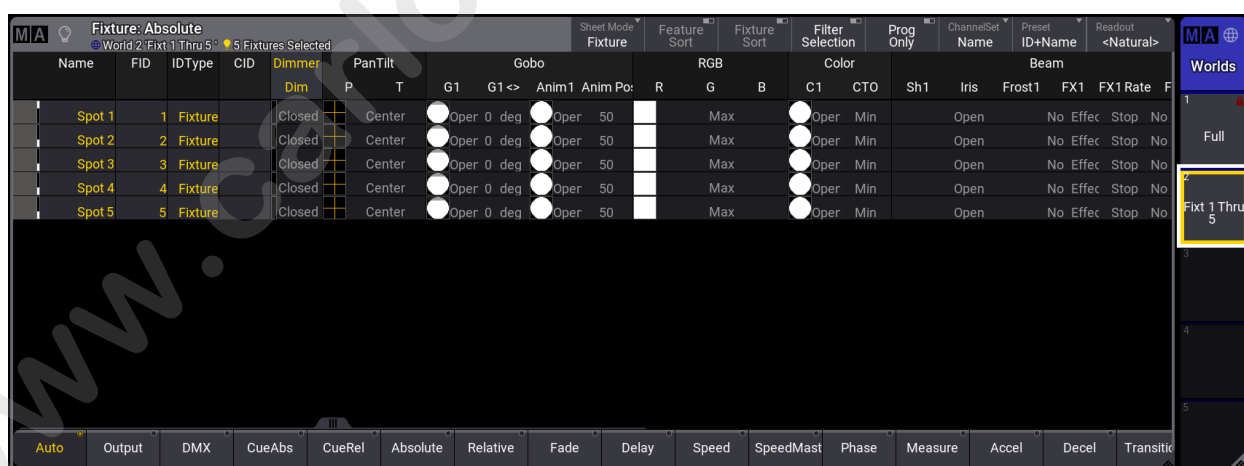 MA Fixture: Absolute Sheet Mode Feature Fixture Filter Prog ChannelSet Preset Readout MA
World 2 'Fixt 1 Thru 5 ' 5 Fixtures Selected Fixture Sort Sort Selection Only Name ID+Name <Natural>
Name FID IDType CID Dimmer PanTilt Gobo RGB Color Beam Worlds
Dim P T G1 G1 <> Anim1 Anim Pos R G B C1 CTO Sh1 Iris Frost1 FX1 FX1 Rate F
1
Spot 1 1 Fixture Closed Center Oper 0 deg Oper 50 Max Oper Min Open No Effec Stop No
Full
Spot 2 2 Fixture Closed Center Oper 0 deg Oper 50 Max Oper Min Open No Effec Stop No
Spot 3 3 Fixture Closed Center Oper 0 deg Oper 50 Max Oper Min Open No Effec Stop No
2
Spot 4 4 Fixture Closed Center Oper 0 deg Oper 50 Max Oper Min Open No Effec Stop No
Fixt 1 Thru
5
Spot 5 5 Fixture Closed Center Oper 0 deg Oper 50 Max Oper Min Open No Effec Stop No
3
4
5
Auto Output DMX CueAbs CueRel Absolute Relative Fade Delay Speed SpeedMast Phase Measure Accel Decel Transitic
www.carlo